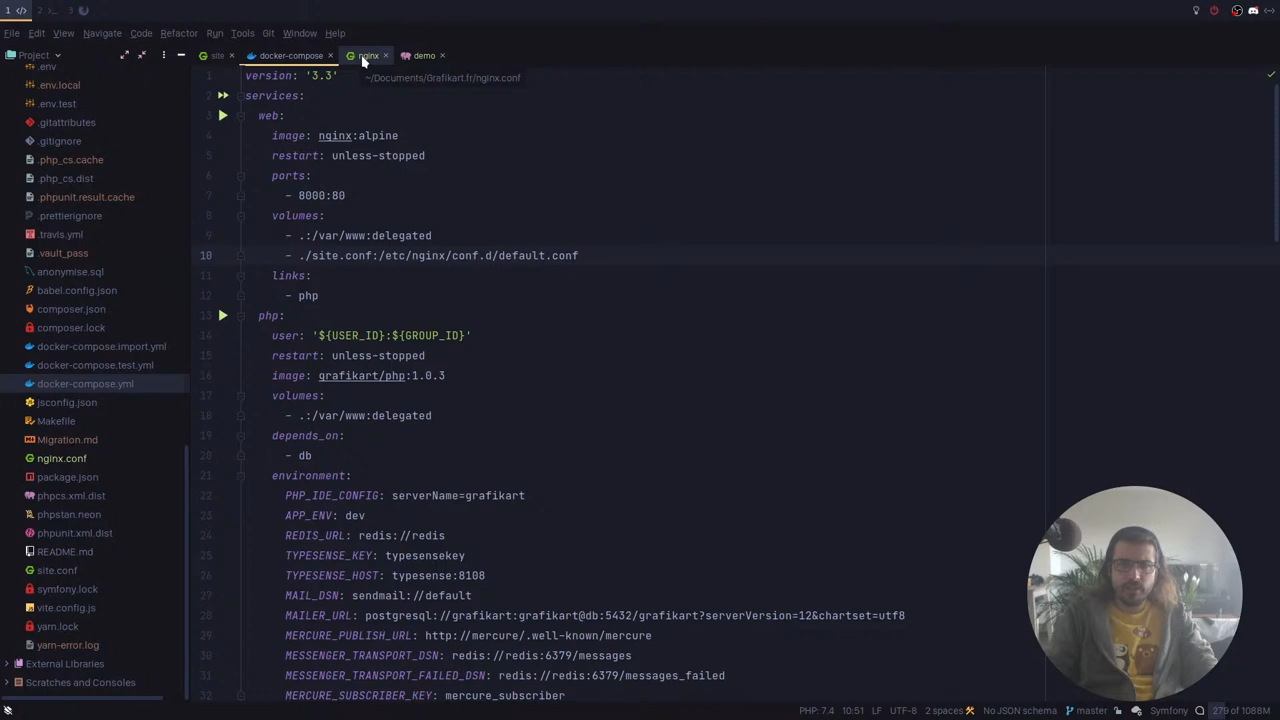 1 </> 2 >_ 3
File Edit View Navigate Code Refactor Run Tools Git Window Help
Project site docker-compose nginx demo
~/Documents/Grafikart.fr/nginx.conf
.env
.env.local
.env.test
.gitattributes
.gitignore
.php_cs.cache
.php_cs.dist
.phpunit.result.cache
.prettierignore
.travis.yml
.vault_pass
anonymise.sql
babel.config.json
composer.json
composer.lock
docker-compose.import.yml
docker-compose.test.yml
docker-compose.yml
jsconfig.json
Makefile
Migration.md
nginx.conf
package.json
phpcs.xml.dist
phpstan.neon
phpunit.xml.dist
README.md
site.conf
symfony.lock
vite.config.js
yarn.lock
yarn-error.log
External Libraries
Scratches and Consoles
1 version: '3.3'
2 services:
3 web:
4 image: nginx:alpine
5 restart: unless-stopped
6 ports:
7 - 8000:80
8 volumes:
9 - .:/var/www:delegated
10 - ./site.conf:/etc/nginx/conf.d/default.conf
11 links:
12 - php
13 php:
14 user: '${USER_ID}:${GROUP_ID}'
15 restart: unless-stopped
16 image: grafikart/php:1.0.3
17 volumes:
18 - .:/var/www:delegated
19 depends_on:
20 - db
21 environment:
22 PHP_IDE_CONFIG: serverName=grafikart
23 APP_ENV: dev
24 REDIS_URL: redis://redis
25 TYPESENSE_KEY: typesensekey
26 TYPESENSE_HOST: typesense:8108
27 MAIL_DSN: sendmail://default
28 MAILER_URL: postgresql://grafikart:grafikart@db:5432/grafikart?serverVersion=12&chartset=utf8
29 MERCURE_PUBLISH_URL: http://mercure/.well-known/mercure
30 MESSENGER_TRANSPORT_DSN: redis://redis:6379/messages
31 MESSENGER_TRANSPORT_FAILED_DSN: redis://redis:6379/messages_failed
32 MERCURE_SUBSCRIBER_KEY: mercure_subscriber
PHP: 7.4 10:51 LF UTF-8 2 spaces No JSON schema master Symfony 279 of 1088M